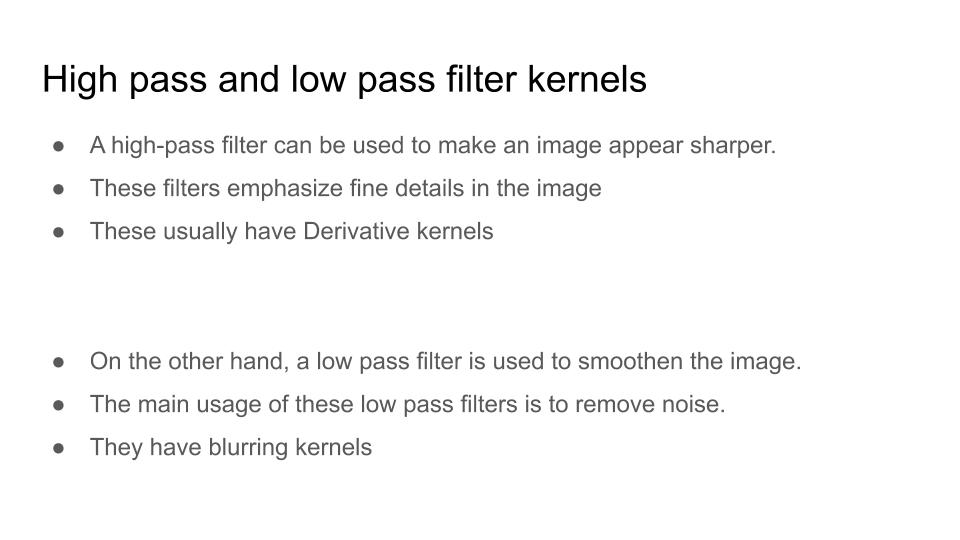 High pass and low pass filter kernels
● A high-pass filter can be used to make an image appear sharper.
● These filters emphasize fine details in the image
● These usually have Derivative kernels
● On the other hand, a low pass filter is used to smoothen the image.
● The main usage of these low pass filters is to remove noise.
● They have blurring kernels